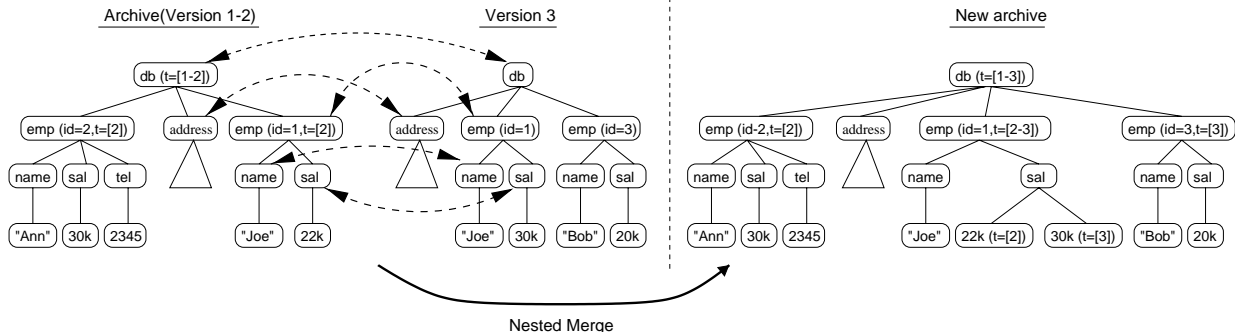 Archive(Version 1-2) Version 3 New archive
db (t=[1-2]) db db (t=[1-3])
emp (id=2,t=[2]) address emp (id=1,t=[2]) address emp (id=1) emp (id=3) emp (id-2,t=[2]) address emp (id=1,t=[2-3]) emp (id=3,t=[3])
name sal tel name sal name sal name sal name sal tel name sal name sal
"Ann" 30k 2345 "Joe" 22k "Joe" 30k "Bob" 20k "Ann" 30k 2345 "Joe" 22k (t=[2]) 30k (t=[3]) "Bob" 20k
Nested Merge